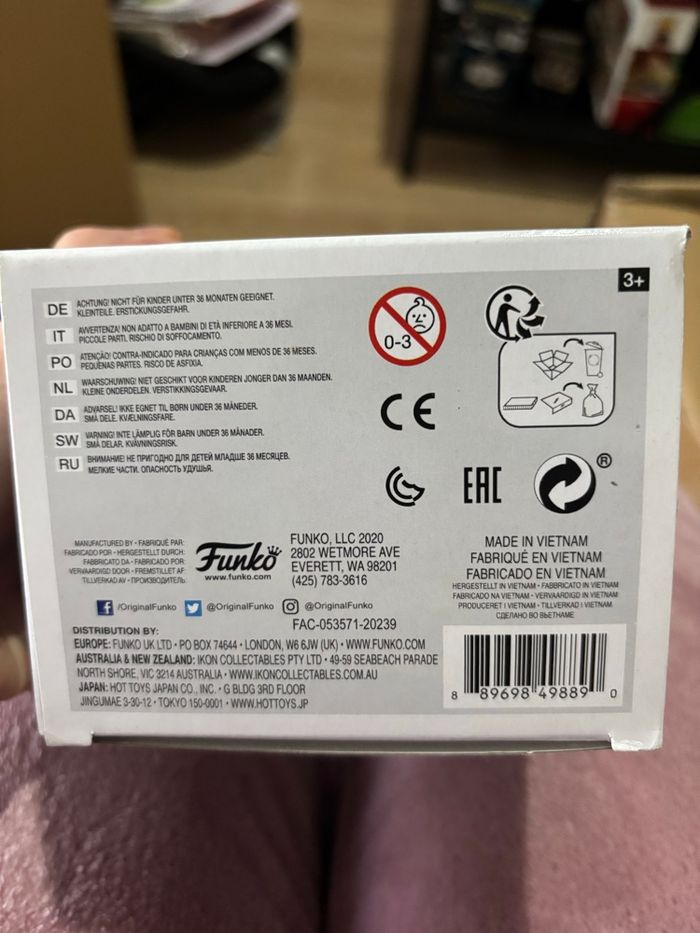 3+
DE ACHTUNG! NICHT FÜR KINDER UNTER 36 MONATEN GEEIGNET.
KLEINTEILE. ERSTICKUNGSGEFAHR.
IT AVVERTENZA! NON ADATTO A BAMBINI DI ETÀ INFERIORE A 36 MESI.
PICCOLE PARTI. RISCHIO DI SOFFOCAMENTO.
PO ATENÇÃO! CONTRA-INDICADO PARA CRIANÇAS COM MENOS DE 36 MESES.
PEQUENAS PARTES. RISCO DE ASFIXIA.
NL WAARSCHUWING! NIET GESCHIKT VOOR KINDEREN JONGER DAN 36 MAANDEN.
KLEINE ONDERDELEN. VERSTIKKINGSGEVAAR.
DA ADVARSEL! IKKE EGNET TIL BØRN UNDER 36 MÅNEDER.
SMÅ DELE. KVÆLNINGSFARE.
SW VARNING! INTE LÄMPLIG FÖR BARN UNDER 36 MÅNADER.
SMÅ DELAR. KVÄVNINGSRISK.
RU ВНИМАНИЕ! НЕ ПРИГОДНО ДЛЯ ДЕТЕЙ МЛАДШЕ 36 МЕСЯЦЕВ.
МЕЛКИЕ ЧАСТИ. ОПАСНОСТЬ УДУШЬЯ.
0-3
CE
EAC
®
MANUFACTURED BY • FABRIQUÉ PAR:
FABRICADO POR • HERGESTELLT DURCH:
FABBRICATO DA • FABRICADO POR:
VERVAARDIGD DOOR • FREMSTILLET AF:
TILLVERKAD AV • ПРОИЗВОДИТЕЛЬ:
Funko
www.funko.com
FUNKO, LLC 2020
2802 WETMORE AVE
EVERETT, WA 98201
(425) 783-3616
/OriginalFunko @OriginalFunko @OriginalFunko
FAC-053571-20239
MADE IN VIETNAM
FABRIQUÉ EN VIETNAM
FABRICADO EN VIETNAM
HERGESTELLT IN VIETNAM • FABBRICATO IN VIETNAM
FABRICADO NA VIETNAM • VERVAARDIGD IN VIETNAM
PRODUCERET I VIETNAM • TILLVERKAD I VIETNAM
СДЕЛАНО ВО ВЬЕТНАМЕ
DISTRIBUTION BY:
EUROPE: FUNKO UK LTD • PO BOX 74644 • LONDON, W6 6JW (UK) • WWW.FUNKO.COM
AUSTRALIA & NEW ZEALAND: IKON COLLECTABLES PTY LTD • 49-59 SEABEACH PARADE
NORTH SHORE, VIC 3214 AUSTRALIA • WWW.IKONCOLLECTABLES.COM.AU
JAPAN: HOT TOYS JAPAN CO., INC. • G BLDG 3RD FLOOR
JINGUMAE 3-30-12 • TOKYO 150-0001 • WWW.HOTTOYS.JP
8 89698 49889 0